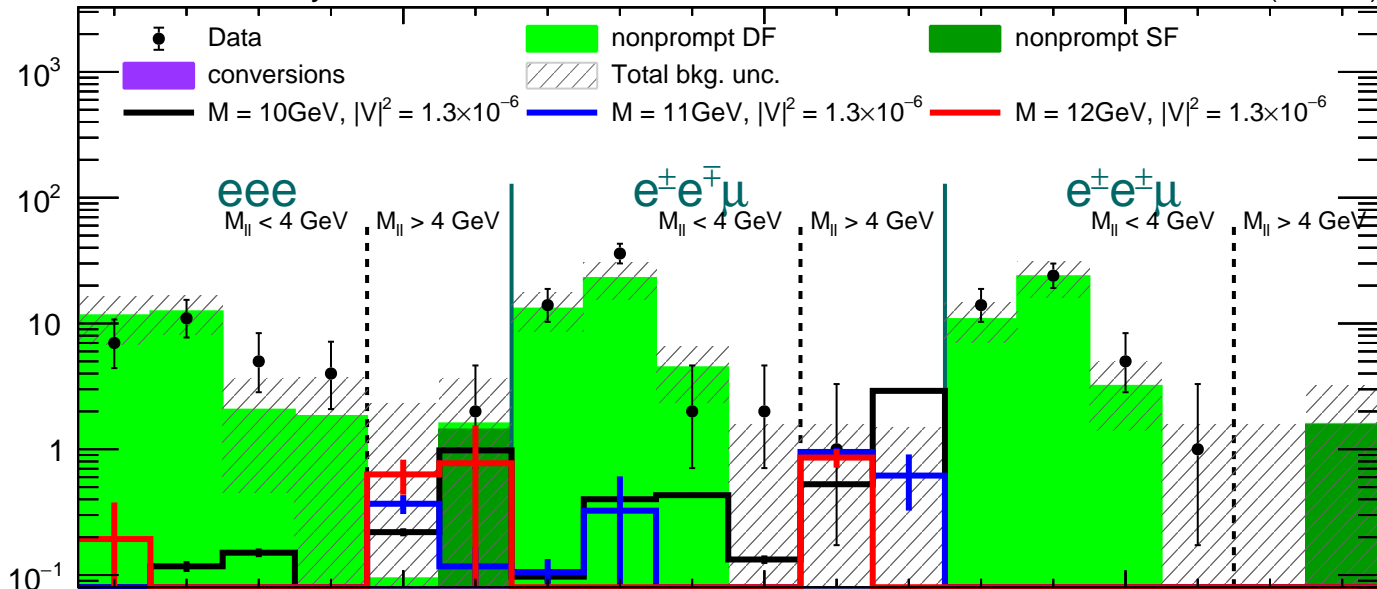 Data nonprompt DF nonprompt SF
10³
conversions Total bkg. unc.
M = 10GeV, |V|² = 1.3×10⁻⁶ M = 11GeV, |V|² = 1.3×10⁻⁶ M = 12GeV, |V|² = 1.3×10⁻⁶
10²
eee e±e∓μ e±e±μ
M_ll < 4 GeV M_ll > 4 GeV M_ll < 4 GeV M_ll > 4 GeV M_ll < 4 GeV M_ll > 4 GeV
10
1
10⁻¹